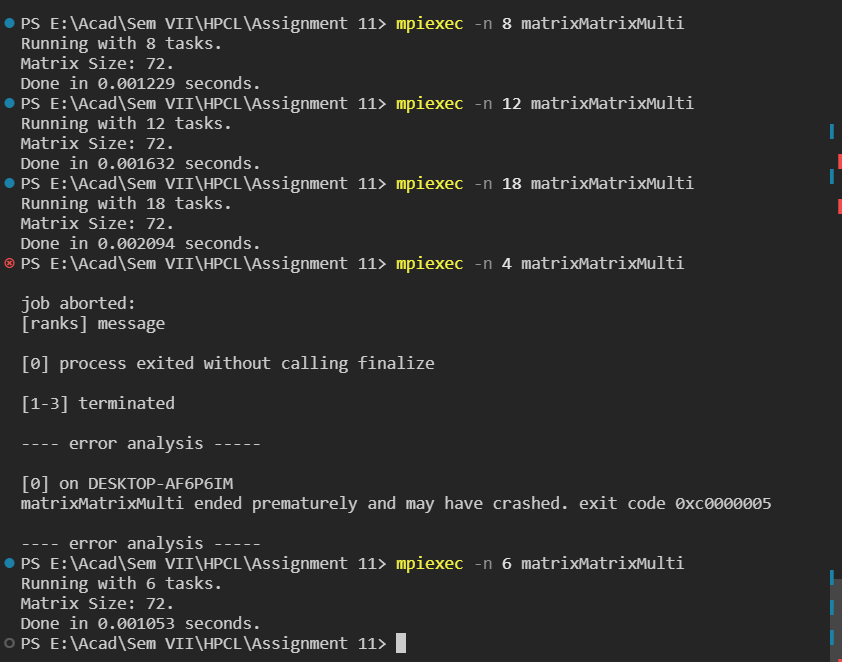 PS E:\Acad\Sem VII\HPCL\Assignment 11> mpiexec -n 8 matrixMatrixMulti
Running with 8 tasks.
Matrix Size: 72.
Done in 0.001229 seconds.
PS E:\Acad\Sem VII\HPCL\Assignment 11> mpiexec -n 12 matrixMatrixMulti
Running with 12 tasks.
Matrix Size: 72.
Done in 0.001632 seconds.
PS E:\Acad\Sem VII\HPCL\Assignment 11> mpiexec -n 18 matrixMatrixMulti
Running with 18 tasks.
Matrix Size: 72.
Done in 0.002094 seconds.
PS E:\Acad\Sem VII\HPCL\Assignment 11> mpiexec -n 4 matrixMatrixMulti
job aborted:
[ranks] message
[0] process exited without calling finalize
[1-3] terminated
---- error analysis -----
[0] on DESKTOP-AF6P6IM
matrixMatrixMulti ended prematurely and may have crashed. exit code 0xc0000005
---- error analysis -----
PS E:\Acad\Sem VII\HPCL\Assignment 11> mpiexec -n 6 matrixMatrixMulti
Running with 6 tasks.
Matrix Size: 72.
Done in 0.001053 seconds.
PS E:\Acad\Sem VII\HPCL\Assignment 11>